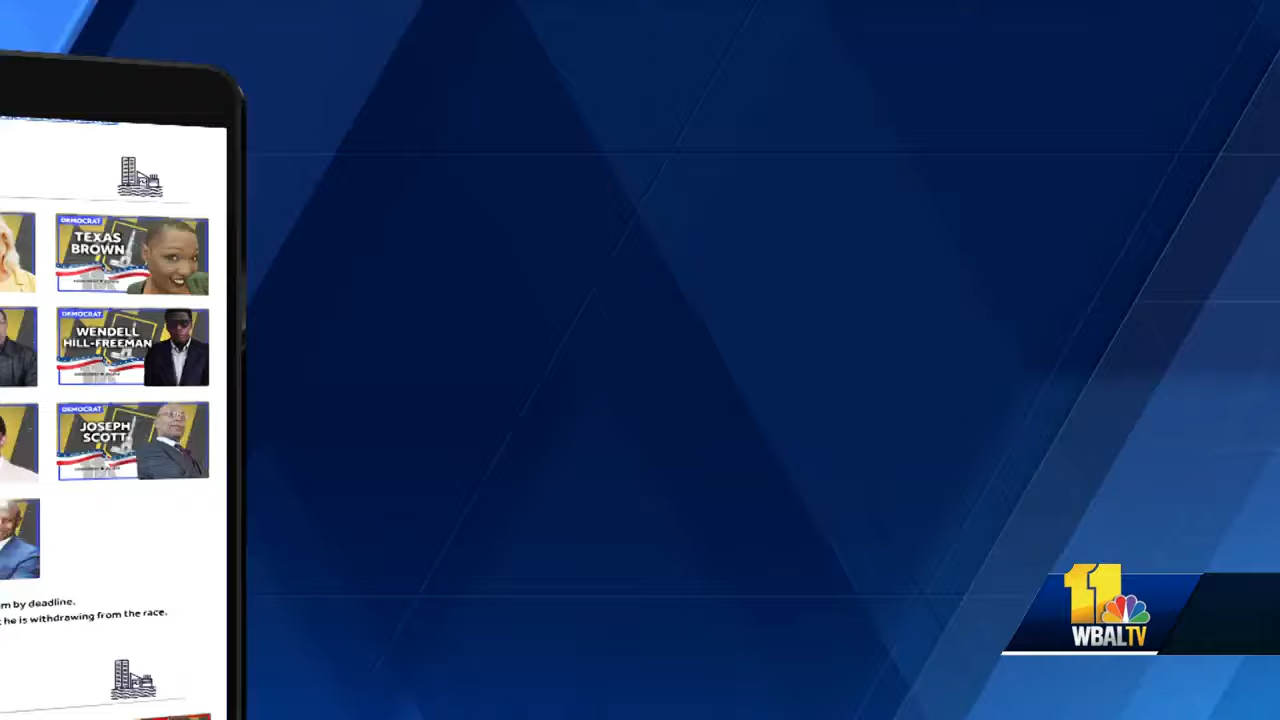 DEMOCRAT
TEXAS
BROWN
DEMOCRAT
WENDELL
HILL-FREEMAN
DEMOCRAT
JOSEPH
SCOTT
by deadline.
he is withdrawing from the race.
11
WBALTV